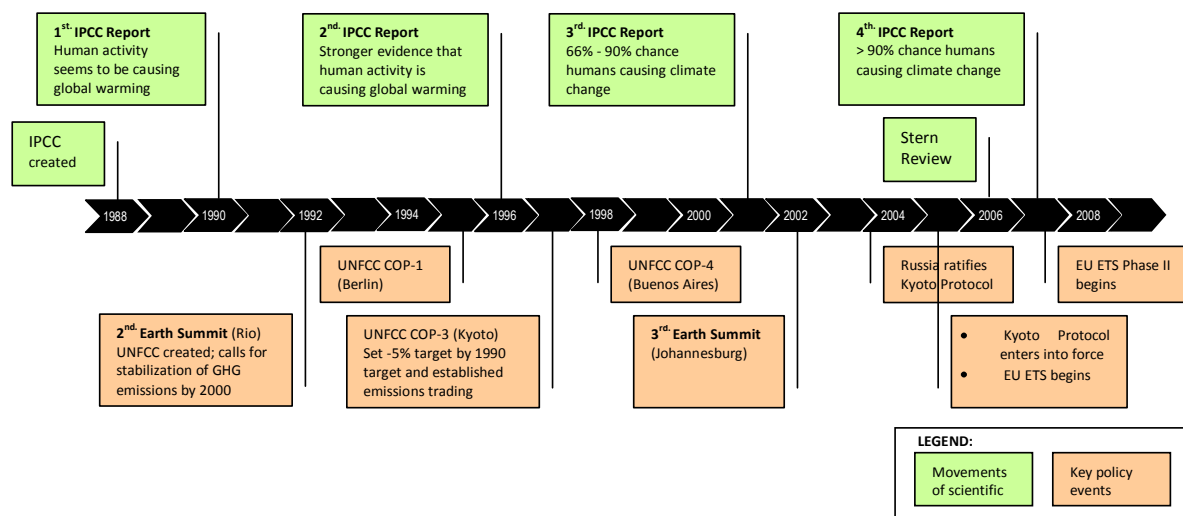 1st. IPCC Report
Human activity
seems to be causing
global warming
2nd. IPCC Report
Stronger evidence that
human activity is
causing global warming
3rd. IPCC Report
66% - 90% chance
humans causing climate
change
4th. IPCC Report
> 90% chance humans
causing climate change
IPCC
created
Stern
Review
1988 1990 1992 1994 1996 1998 2000 2002 2004 2006 2008
UNFCC COP-1
(Berlin)
UNFCC COP-4
(Buenos Aires)
Russia ratifies
Kyoto Protocol
EU ETS Phase II
begins
2nd. Earth Summit (Rio)
UNFCC created; calls for
stabilization of GHG
emissions by 2000
UNFCC COP-3 (Kyoto)
Set -5% target by 1990
target and established
emissions trading
3rd. Earth Summit
(Johannesburg)
• Kyoto Protocol
enters into force
• EU ETS begins
LEGEND:
Movements
of scientific
Key policy
events